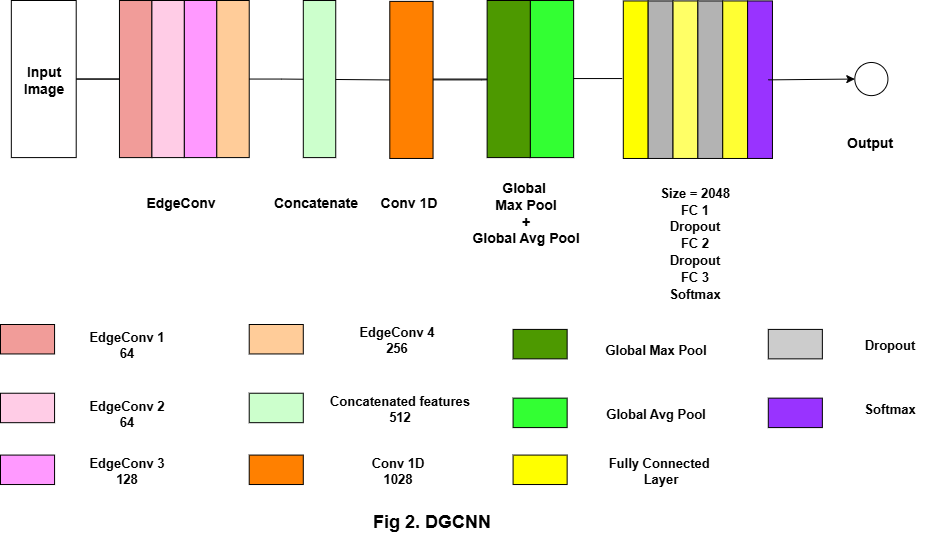 Input
Image
Output
EdgeConv
Concatenate
Conv 1D
Global
Max Pool
+
Global Avg Pool
Size = 2048
FC 1
Dropout
FC 2
Dropout
FC 3
Softmax
EdgeConv 1
64
EdgeConv 4
256
Global Max Pool
Dropout
EdgeConv 2
64
Concatenated features
512
Global Avg Pool
Softmax
EdgeConv 3
128
Conv 1D
1028
Fully Connected
Layer
Fig 2. DGCNN